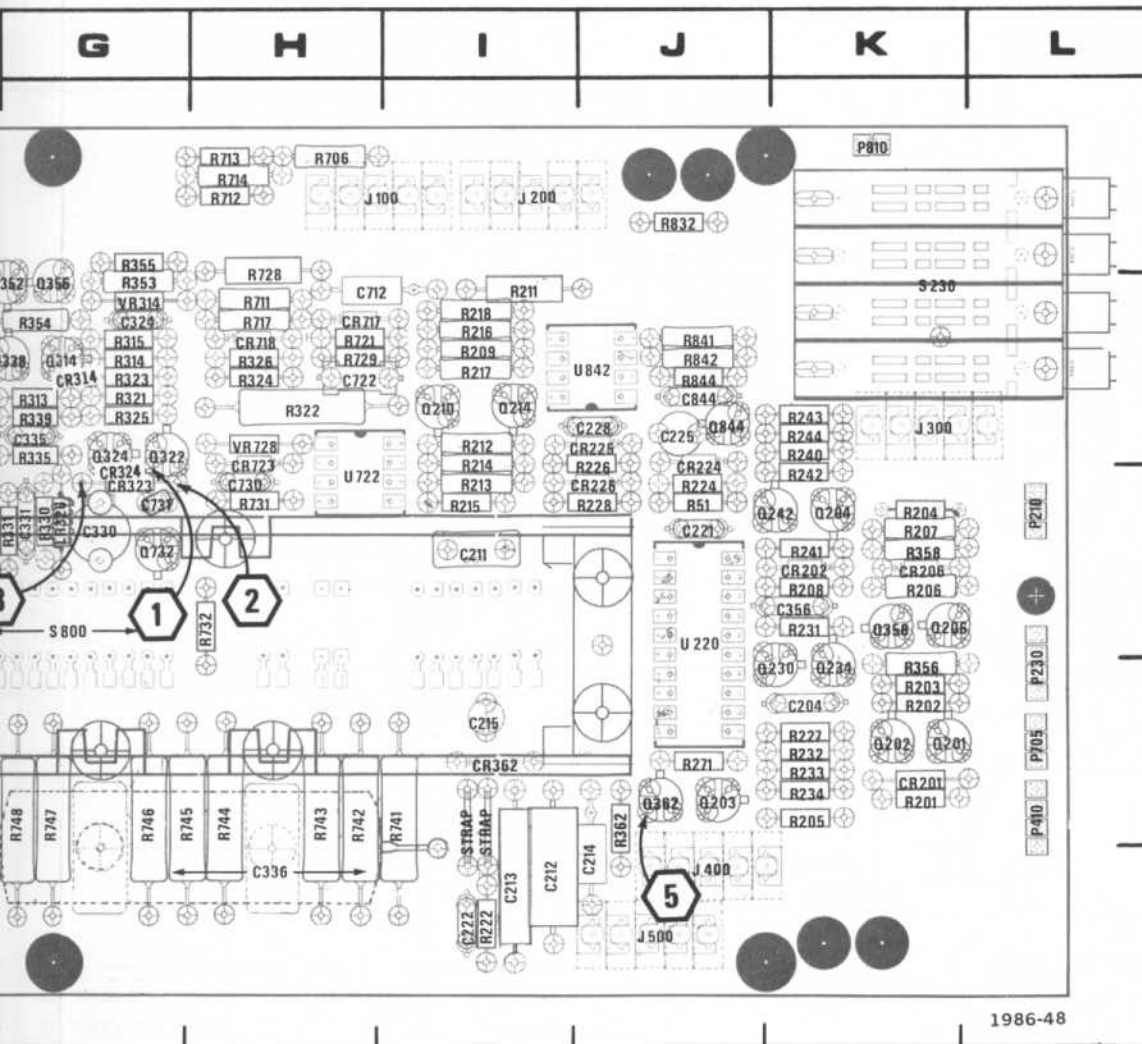 G H I J K L
P810
R713 R706
R714
R712 J100 J200
R832
R355
R353 R728
Q356
VR314 R711 C712 R211 S230
R354 C324 R717 CR717 R218
R315 CR718 R721 R216 R841
Q338 Q314 R314 R326 R729 R209 U842 R842
CR314 R323 R324 C722 R217 R844
R313 R321 C844
R339 R325 R322 Q210 Q214 R243
C335 C228 C225 Q844 R244 J300
R335 Q324 Q322 VR728 R212 CR225 R240
CR324 CR723 U722 R214 R226 CR224 R242
CR323 C730 R213 CR226 R224
C737 R731 R215 R228 R51 P210
R331 C331 R330 C330 Q242 Q204 R204
C221 R207
Q732 C211 R241 R358
CR202 CR206
R208 R206
3 1 2 C356
S800 R732 U220 R231 Q358 Q206
Q230 Q234 R356 P230
R203
C204 R202
C215 R227 Q202 Q201 P705
R232
CR362 R271 R233 CR201
R234 R201
R748 R747 R746 R745 R744 R743 R742 R741 STRAP STRAP R362 Q362 Q203 R205 P410
C336 C213 C212 C214 J400
5
C222 R222 J500
1986-48